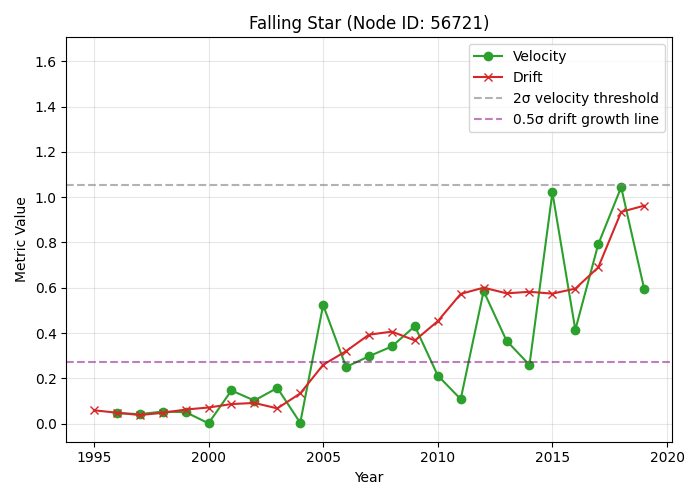 Falling Star (Node ID: 56721)
Velocity
Drift
2σ velocity threshold
0.5σ drift growth line
Metric Value
1.6
1.4
1.2
1.0
0.8
0.6
0.4
0.2
0.0
1995
2000
2005
2010
2015
2020
Year